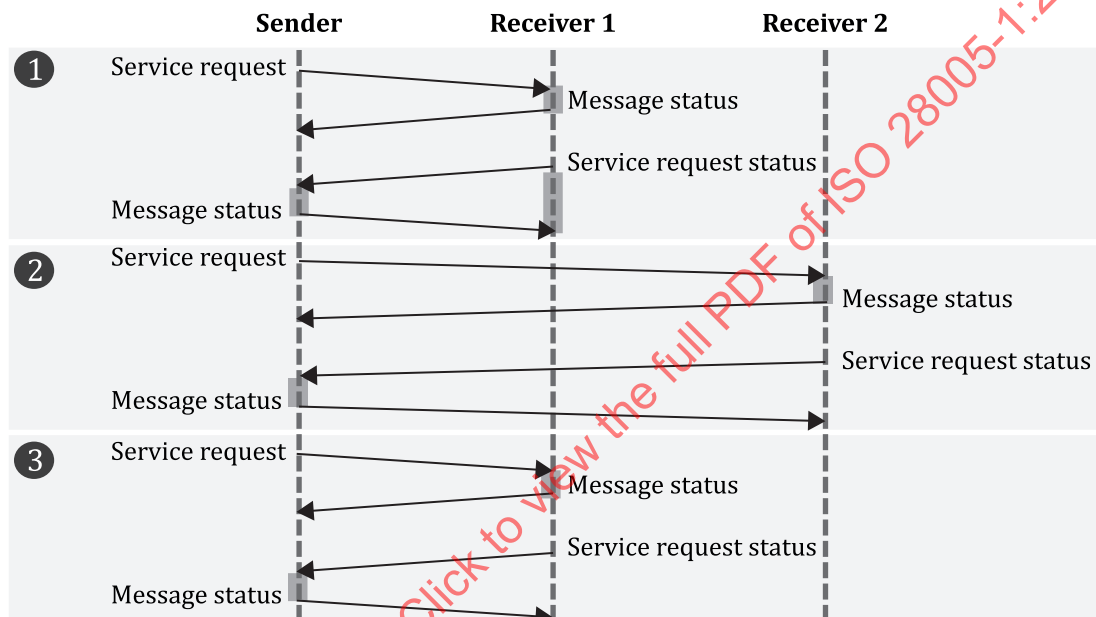 Sender Receiver 1 Receiver 2
1
Service request
Message status
Service request status
Message status
2
Service request
Message status
Service request status
Message status
3
Service request
Message status
Service request status
Message status
Click to view the full PDF of ISO 28005-1:2